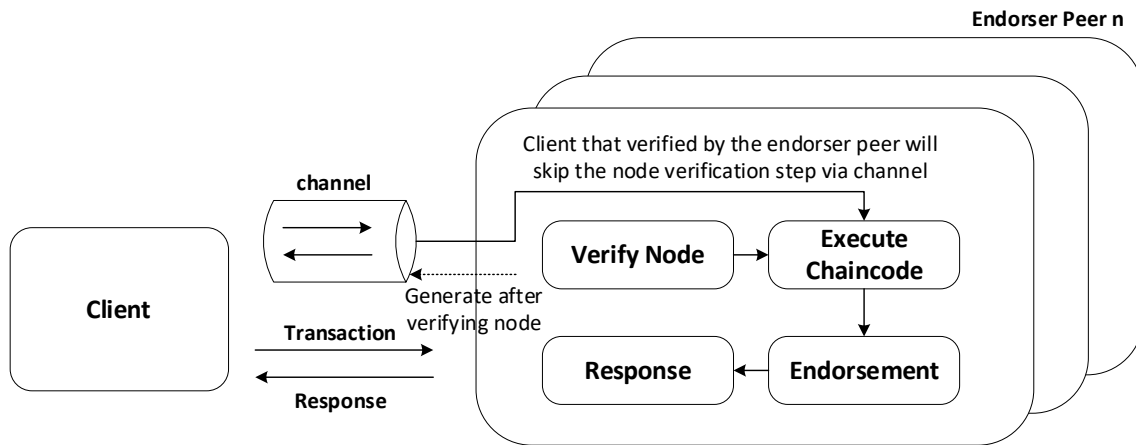 Endorser Peer n
Client that verified by the endorser peer will
skip the node verification step via channel
channel
Verify Node
Execute
Chaincode
Client
Generate after
verifying node
Transaction
Response
Response
Endorsement